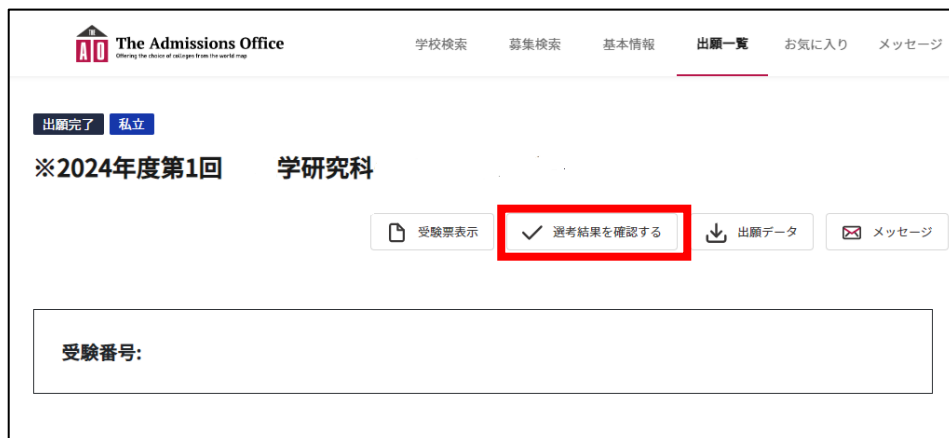 THE
AO The Admissions Office
Offering the choice of colleges from the world map
学校検索 募集検索 基本情報 出願一覧 お気に入り メッセージ
出願完了 私立
※2024年度第1回 学研究科
受験票表示 選考結果を確認する 出願データ メッセージ
受験番号: